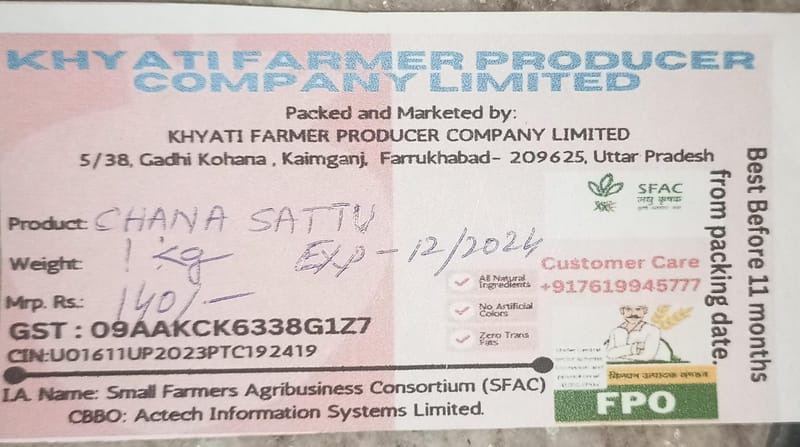 KHYATI FARMER PRODUCER
COMPANY LIMITED
Packed and Marketed by:
KHYATI FARMER PRODUCER COMPANY LIMITED
5/38, Gadhi Kohana , Kaimganj, Farrukhabad- 209625, Uttar Pradesh
SFAC
लघु कृषक
Product: CHANA SATTU
Weight: 1 kg EXP - 12/2024
Mrp. Rs.: 140/-
All Natural
Ingredients
No Artificial
Colors
Zero Trans
Fats
Customer Care
+917619945777
GST : 09AAKCK6338G1Z7
CIN:U01611UP2023PTC192419
I.A. Name: Small Farmers Agribusiness Consortium (SFAC)
CBBO: Actech Information Systems Limited.
FPO
Best Before 11 months
from packing date.